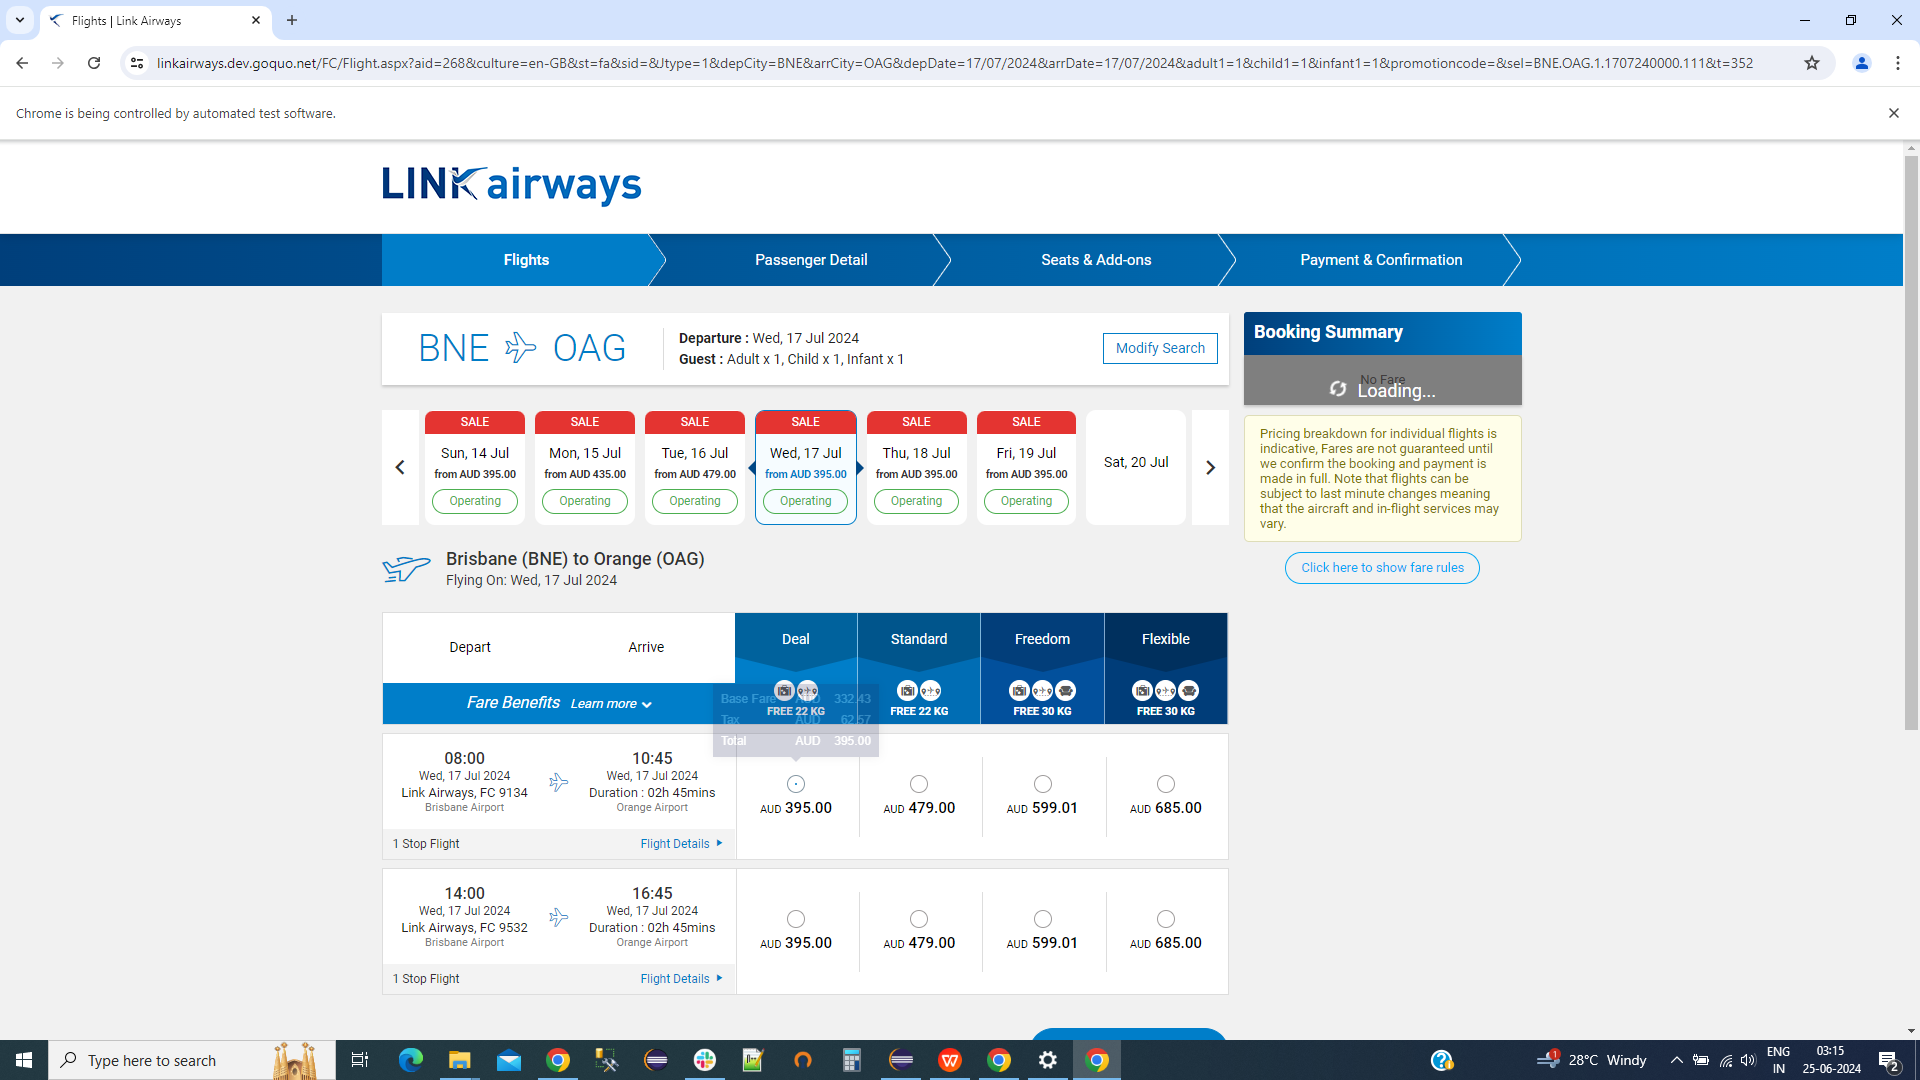 Flights | Link Airways
linkairways.dev.goquo.net/FC/Flight.aspx?aid=268&culture=en-GB&st=fa&sid=&Jtype=1&depCity=BNE&arrCity=OAG&depDate=17/07/2024&arrDate=17/07/2024&adult1=1&child1=1&infant1=1&promotioncode=&sel=BNE.OAG.1.1707240000.111&t=352
Chrome is being controlled by automated test software.
LINK airways
Flights
Passenger Detail
Seats & Add-ons
Payment & Confirmation
BNE OAG
Departure : Wed, 17 Jul 2024
Guest : Adult x 1, Child x 1, Infant x 1
Modify Search
Booking Summary
No Fare
Loading...
SALE SALE SALE SALE SALE SALE
Sun, 14 Jul Mon, 15 Jul Tue, 16 Jul Wed, 17 Jul Thu, 18 Jul Fri, 19 Jul Sat, 20 Jul
from AUD 395.00 from AUD 435.00 from AUD 479.00 from AUD 395.00 from AUD 395.00 from AUD 395.00
Operating Operating Operating Operating Operating Operating
Pricing breakdown for individual flights is
indicative, Fares are not guaranteed until
we confirm the booking and payment is
made in full. Note that flights can be
subject to last minute changes meaning
that the aircraft and in-flight services may
vary.
Click here to show fare rules
Brisbane (BNE) to Orange (OAG)
Flying On: Wed, 17 Jul 2024
Depart Arrive Deal Standard Freedom Flexible
Fare Benefits Learn more
FREE 22 KG FREE 22 KG FREE 30 KG FREE 30 KG
Base Fare AUD 332.43
Tax AUD 62.57
Total AUD 395.00
08:00 10:45
Wed, 17 Jul 2024 Wed, 17 Jul 2024
Link Airways, FC 9134 Duration : 02h 45mins
Brisbane Airport Orange Airport
AUD 395.00 AUD 479.00 AUD 599.01 AUD 685.00
1 Stop Flight Flight Details
14:00 16:45
Wed, 17 Jul 2024 Wed, 17 Jul 2024
Link Airways, FC 9532 Duration : 02h 45mins
Brisbane Airport Orange Airport
AUD 395.00 AUD 479.00 AUD 599.01 AUD 685.00
1 Stop Flight Flight Details
Type here to search
28°C Windy
ENG
IN
03:15
25-06-2024
2